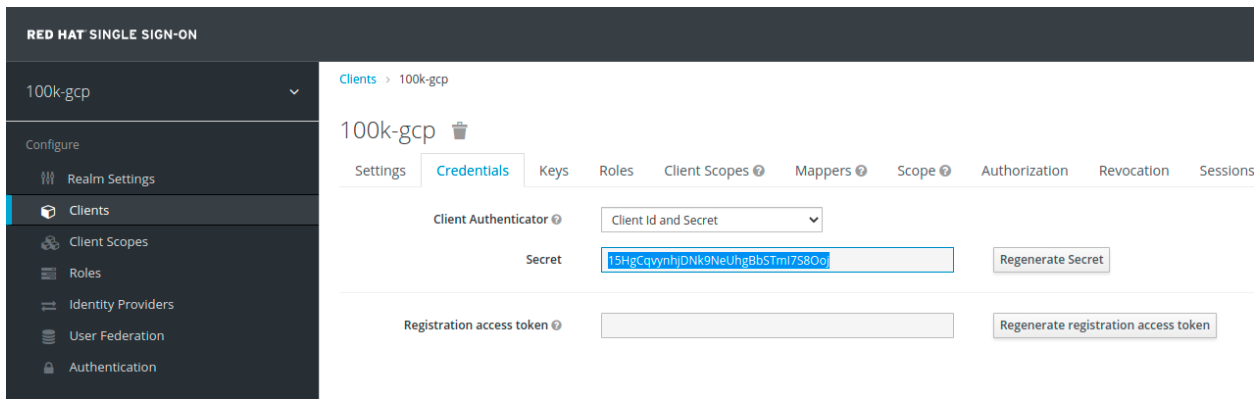 RED HAT SINGLE SIGN-ON
100k-gcp
Configure
Realm Settings
Clients
Client Scopes
Roles
Identity Providers
User Federation
Authentication
Clients > 100k-gcp
100k-gcp
Settings Credentials Keys Roles Client Scopes Mappers Scope Authorization Revocation Sessions
Client Authenticator Client Id and Secret
Secret 15HgCqvynhjDNk9NeUhgBbSTmI7S8Ooj Regenerate Secret
Registration access token Regenerate registration access token